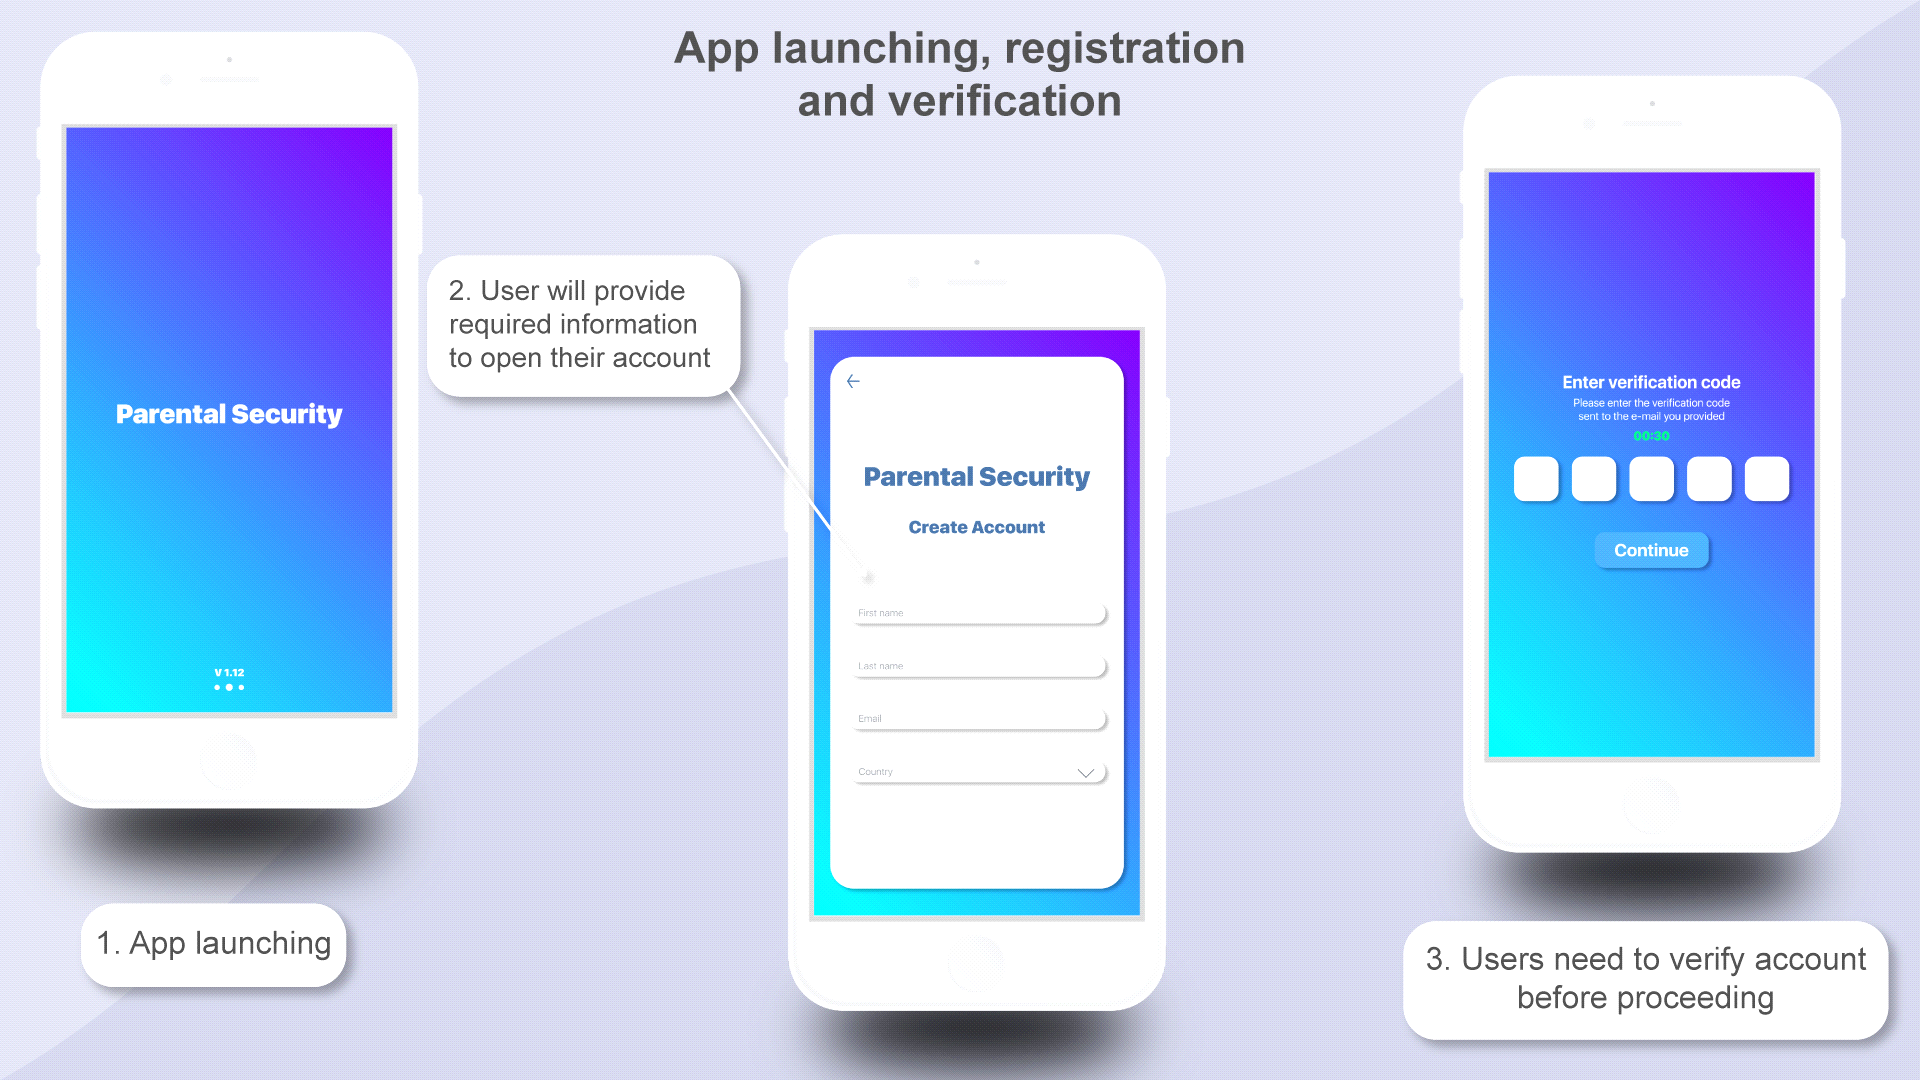 App launching, registration
and verification
Parental Security
V 1.12
1. App launching
2. User will provide
required information
to open their account
Parental Security
Create Account
First name
Last name
Email
Country
Enter verification code
Please enter the verification code
sent to the e-mail you provided
00:30
Continue
3. Users need to verify account
before proceeding